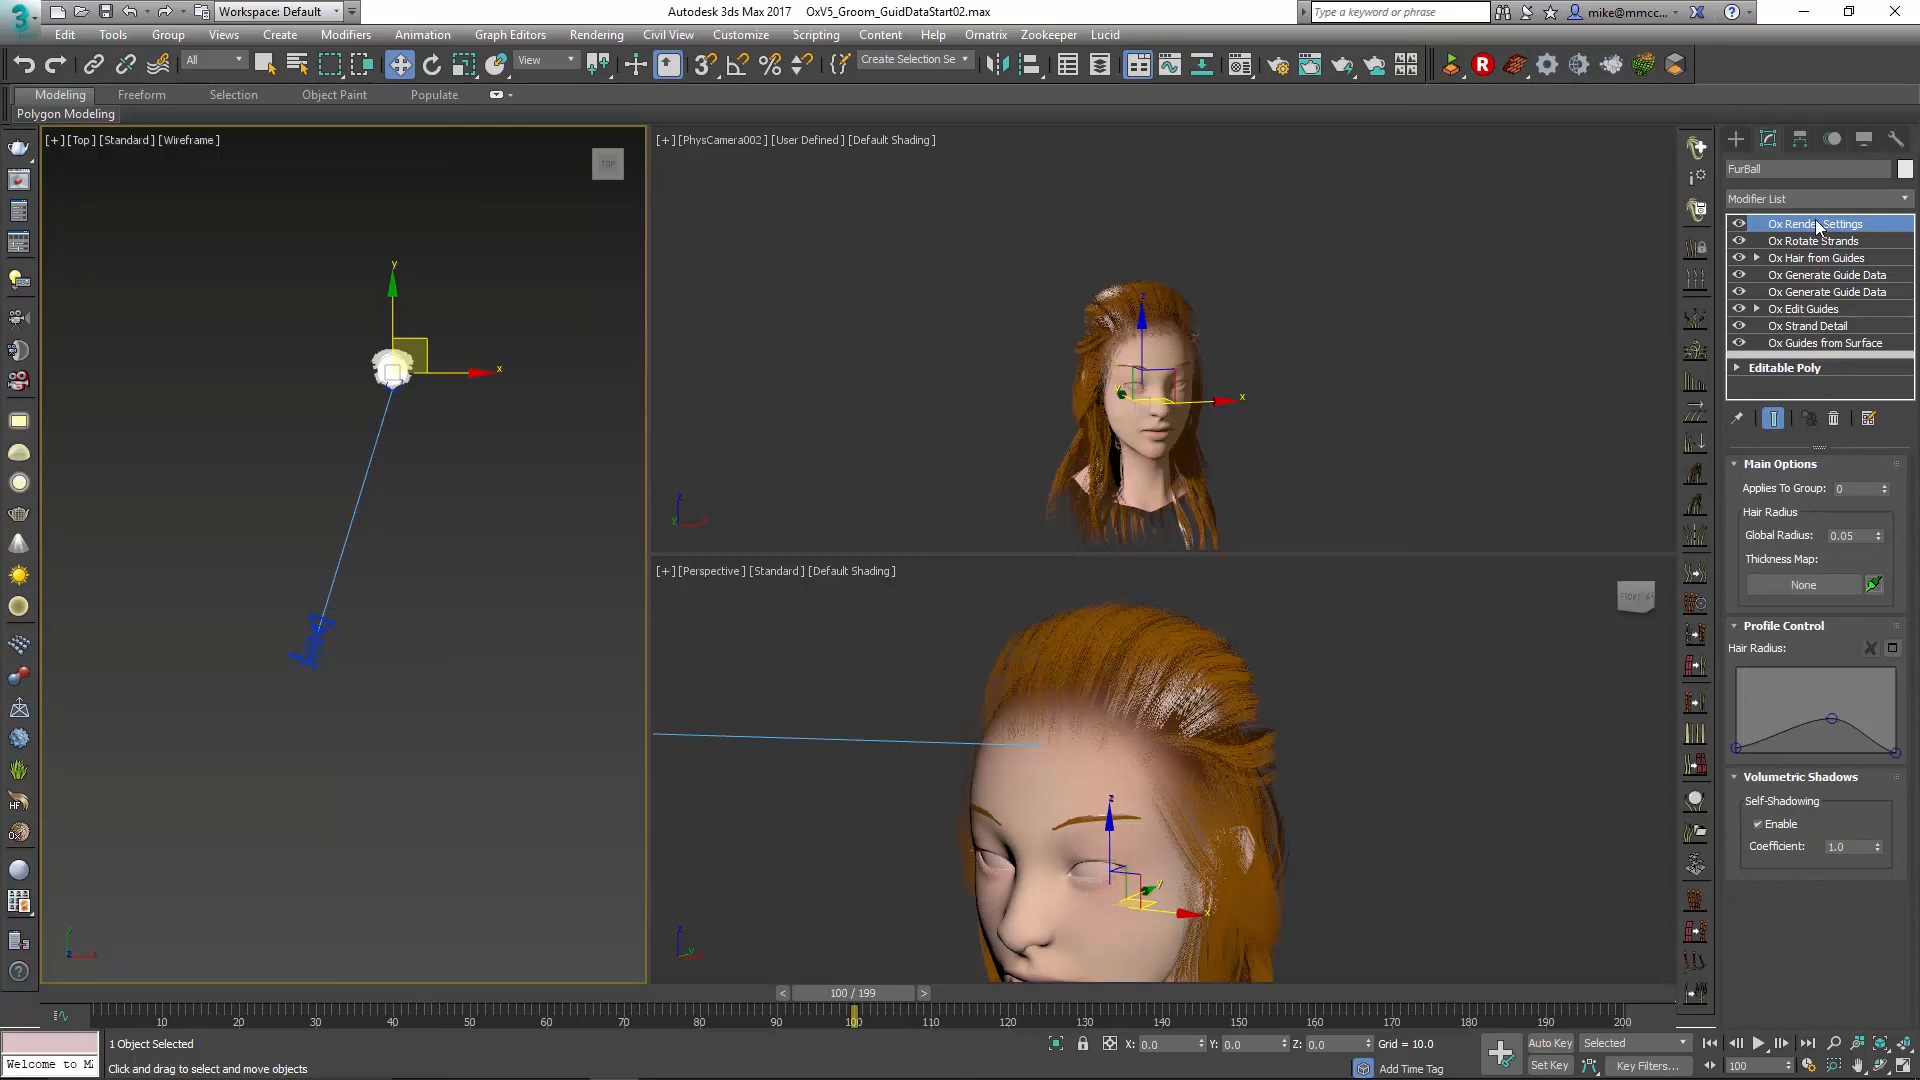 Workspace: Default
Autodesk 3ds Max 2017 OxV5_Groom_GuidDataStart02.max
Type a keyword or phrase
mike@mmcc...
Edit Tools Group Views Create Modifiers Animation Graph Editors Rendering Civil View Customize Scripting Content Help Ornatrix Zookeeper Lucid
All
View
Create Selection Se
Modeling Freeform Selection Object Paint Populate
Polygon Modeling
[+] [Top] [Standard] [Wireframe]
TOP
y
x
[+] [PhysCamera002] [User Defined] [Default Shading]
z
x
y
[+] [Perspective] [Standard] [Default Shading]
z
y
x
FurBall
Modifier List
Ox Render Settings
Ox Rotate Strands
Ox Hair from Guides
Ox Generate Guide Data
Ox Generate Guide Data
Ox Edit Guides
Ox Strand Detail
Ox Guides from Surface
Editable Poly
Main Options
Applies To Group: 0
Hair Radius
Global Radius: 0.05
Thickness Map:
None
Profile Control
Hair Radius:
Volumetric Shadows
Self-Shadowing
Enable
Coefficient: 1.0
< 100 / 199 >
10 20 30 40 50 60 70 80 90 100 110 120 130 140 150 160 170 180 190 200
1 Object Selected
X: 0.0 Y: 0.0 Z: 0.0 Grid = 10.0
Auto Key Selected
Welcome to M
Click and drag to select and move objects
Add Time Tag
Set Key Key Filters... 100